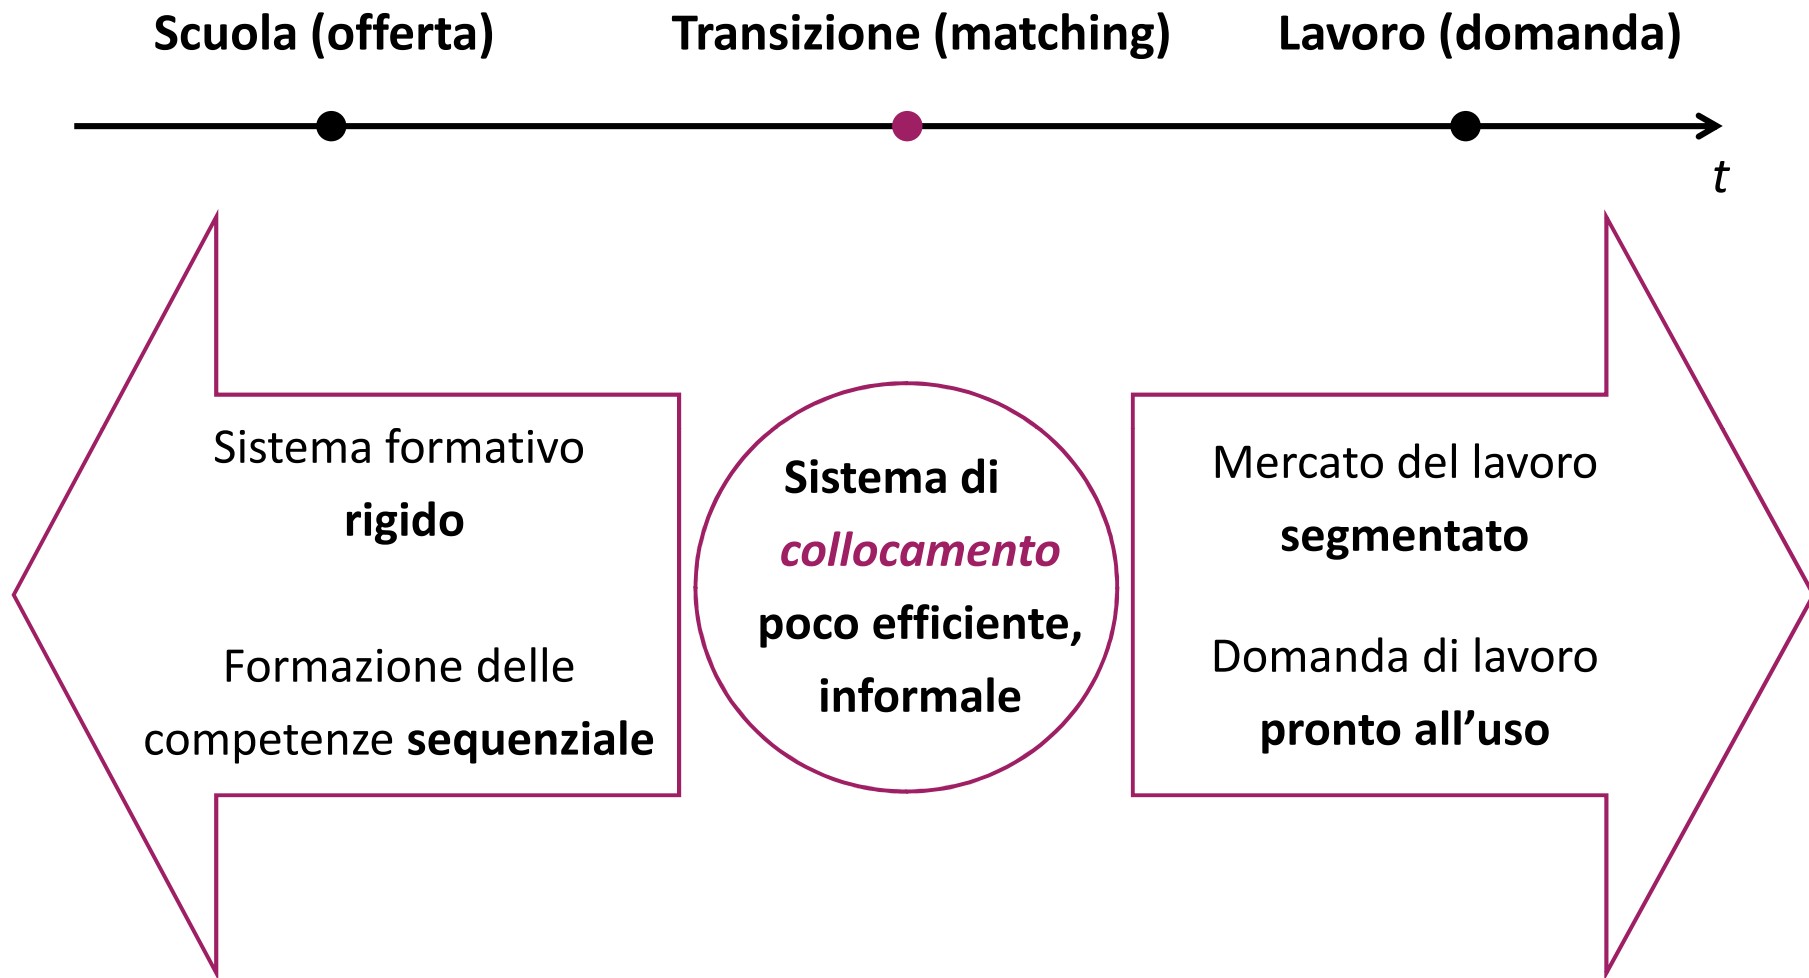 Scuola (offerta)
Transizione (matching)
Lavoro (domanda)
t
Sistema formativo
rigido
Formazione delle
competenze sequenziale
Sistema di
collocamento
poco efficiente,
informale
Mercato del lavoro
segmentato
Domanda di lavoro
pronto all’uso